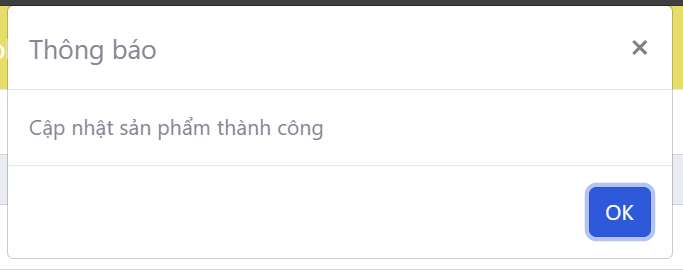 Thông báo
×
Cập nhật sản phẩm thành công
OK